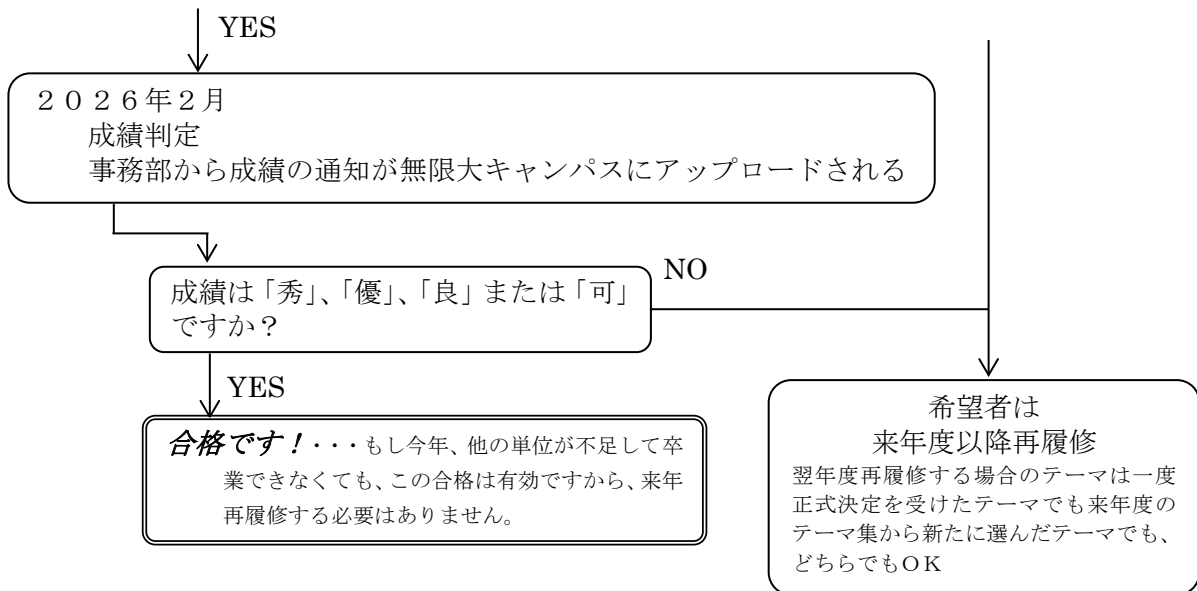 YES
２０２６年２月
成績判定
事務部から成績の通知が無限大キャンパスにアップロードされる
NO
成績は「秀」、「優」、「良」または「可」
ですか？
YES
合格です！・・・もし今年、他の単位が不足して卒
業できなくても、この合格は有効ですから、来年
再履修する必要はありません。
希望者は
来年度以降再履修
翌年度再履修する場合のテーマは一度
正式決定を受けたテーマでも来年度の
テーマ集から新たに選んだテーマでも、
どちらでもＯＫ